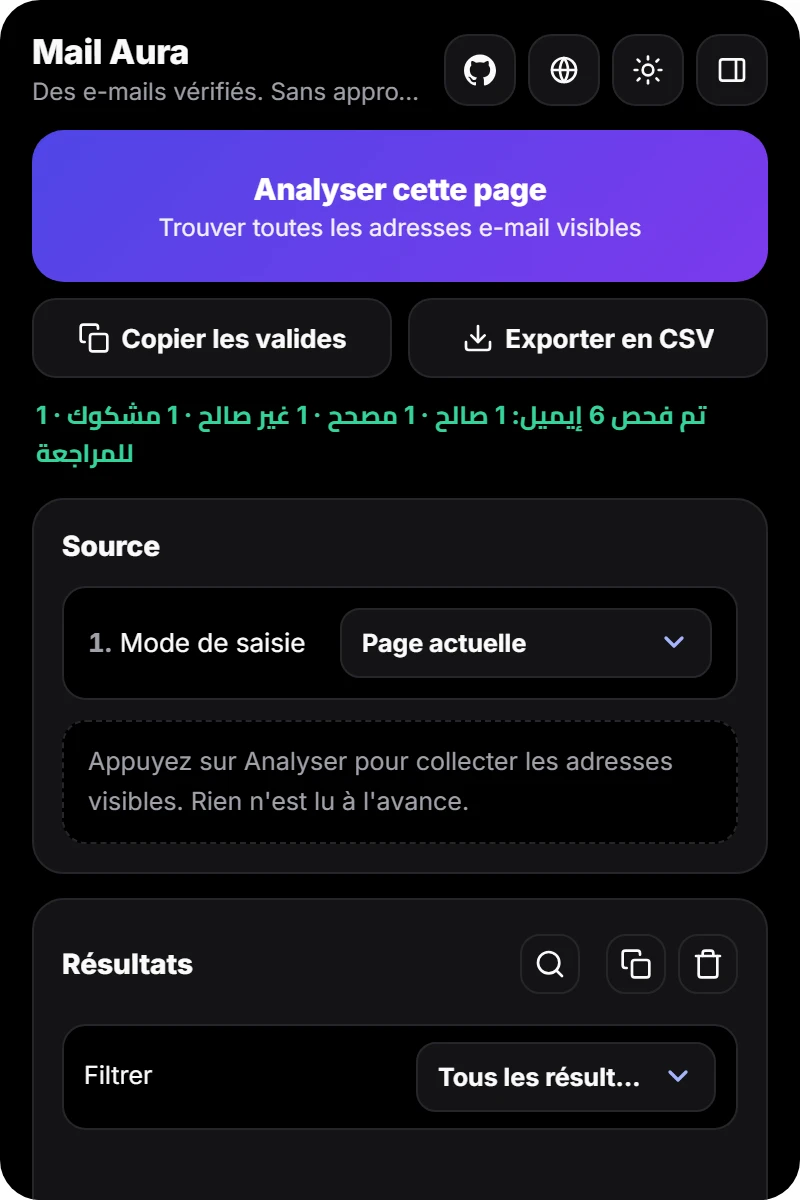 Mail Aura
Des e-mails vérifiés. Sans appro...
Analyser cette page
Trouver toutes les adresses e-mail visibles
Copier les valides
Exporter en CSV
تم فحص 6 إيميل: 1 صالح · 1 مصحح · 1 غير صالح · 1 مشكوك · 1
للمراجعة
Source
1. Mode de saisie
Page actuelle
Appuyez sur Analyser pour collecter les adresses
visibles. Rien n'est lu à l'avance.
Résultats
Filtrer
Tous les résult...